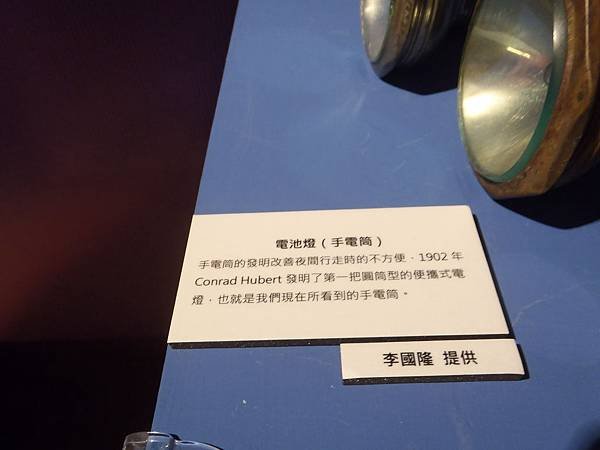 電池燈（手電筒）
手電筒的發明改善夜間行走時的不方便，1902 年
Conrad Hubert 發明了第一把圓筒型的便攜式電
燈，也就是我們現在所看到的手電筒。
李國隆 提供